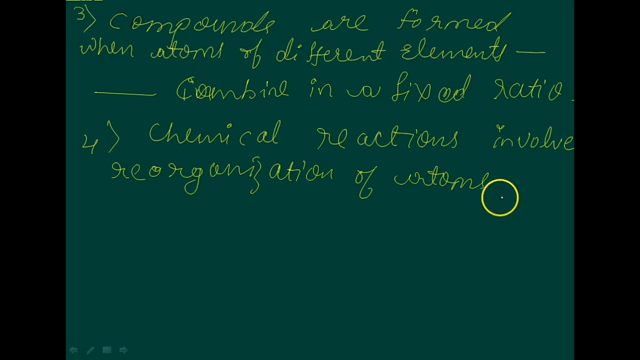 3) Compounds are formed
when atoms of different Elements —
— Combine in a fixed ratio.
4) Chemical reactions involve
reorganization of atoms